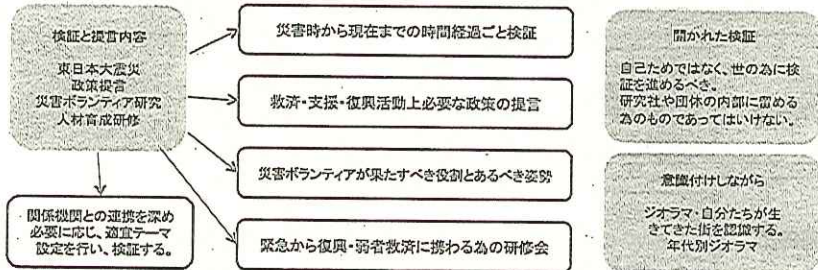 検証と提言内容
東日本大震災
政策提言
災害ボランティア研究
人材育成研修
関係機関との連携を深め
必要に応じ、適宜テーマ
設定を行い、検証する。
災害時から現在までの時間経過ごと検証
救済・支援・復興活動上必要な政策の提言
災害ボランティアが果たすべき役割とあるべき姿勢
緊急から復興・弱者救済に携わる為の研修会
開かれた検証
自己ためではなく、世の為に検
証を進めるべき。
研究社や団体の内部に留める
為のものであってはいけない。
意識付けしながら
ジオラマ・自分たちが生
きてきた街を認識する。
年代別ジオラマ